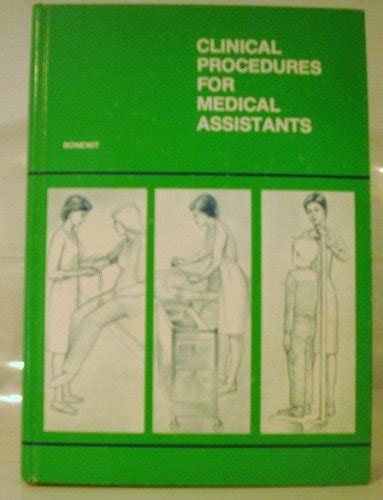 CLINICAL
PROCEDURES
FOR
MEDICAL
ASSISTANTS
BONEWIT